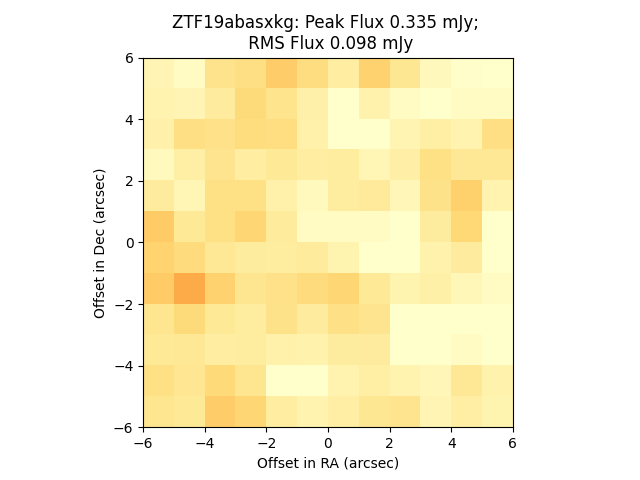 ZTF19abasxkg: Peak Flux 0.335 mJy;
RMS Flux 0.098 mJy
6
4
2
0
−2
−4
−6
Offset in Dec (arcsec)
−6 −4 −2 0 2 4 6
Offset in RA (arcsec)